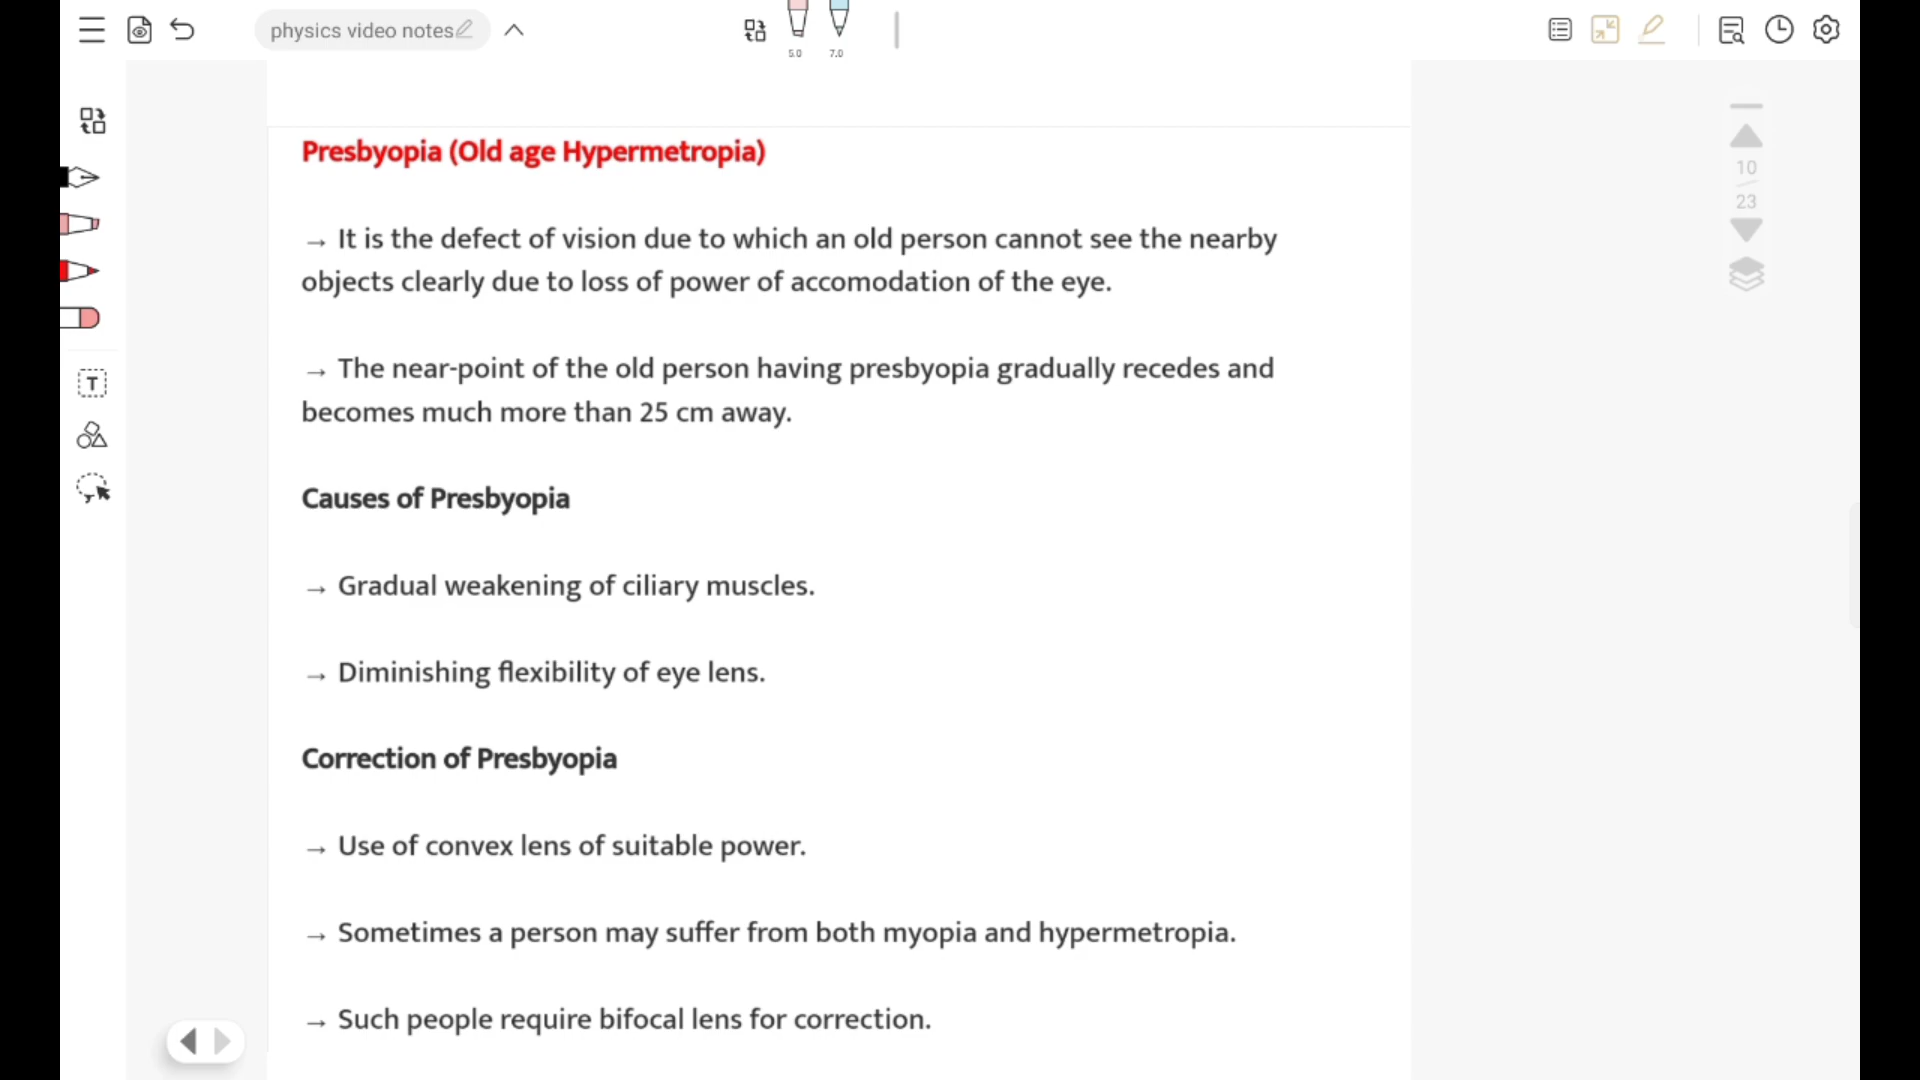 physics video notes
5.0 7.0
Presbyopia (Old age Hypermetropia)
→ It is the defect of vision due to which an old person cannot see the nearby
objects clearly due to loss of power of accomodation of the eye.
→ The near-point of the old person having presbyopia gradually recedes and
becomes much more than 25 cm away.
Causes of Presbyopia
→ Gradual weakening of ciliary muscles.
→ Diminishing flexibility of eye lens.
Correction of Presbyopia
→ Use of convex lens of suitable power.
→ Sometimes a person may suffer from both myopia and hypermetropia.
→ Such people require bifocal lens for correction.
T
10
23